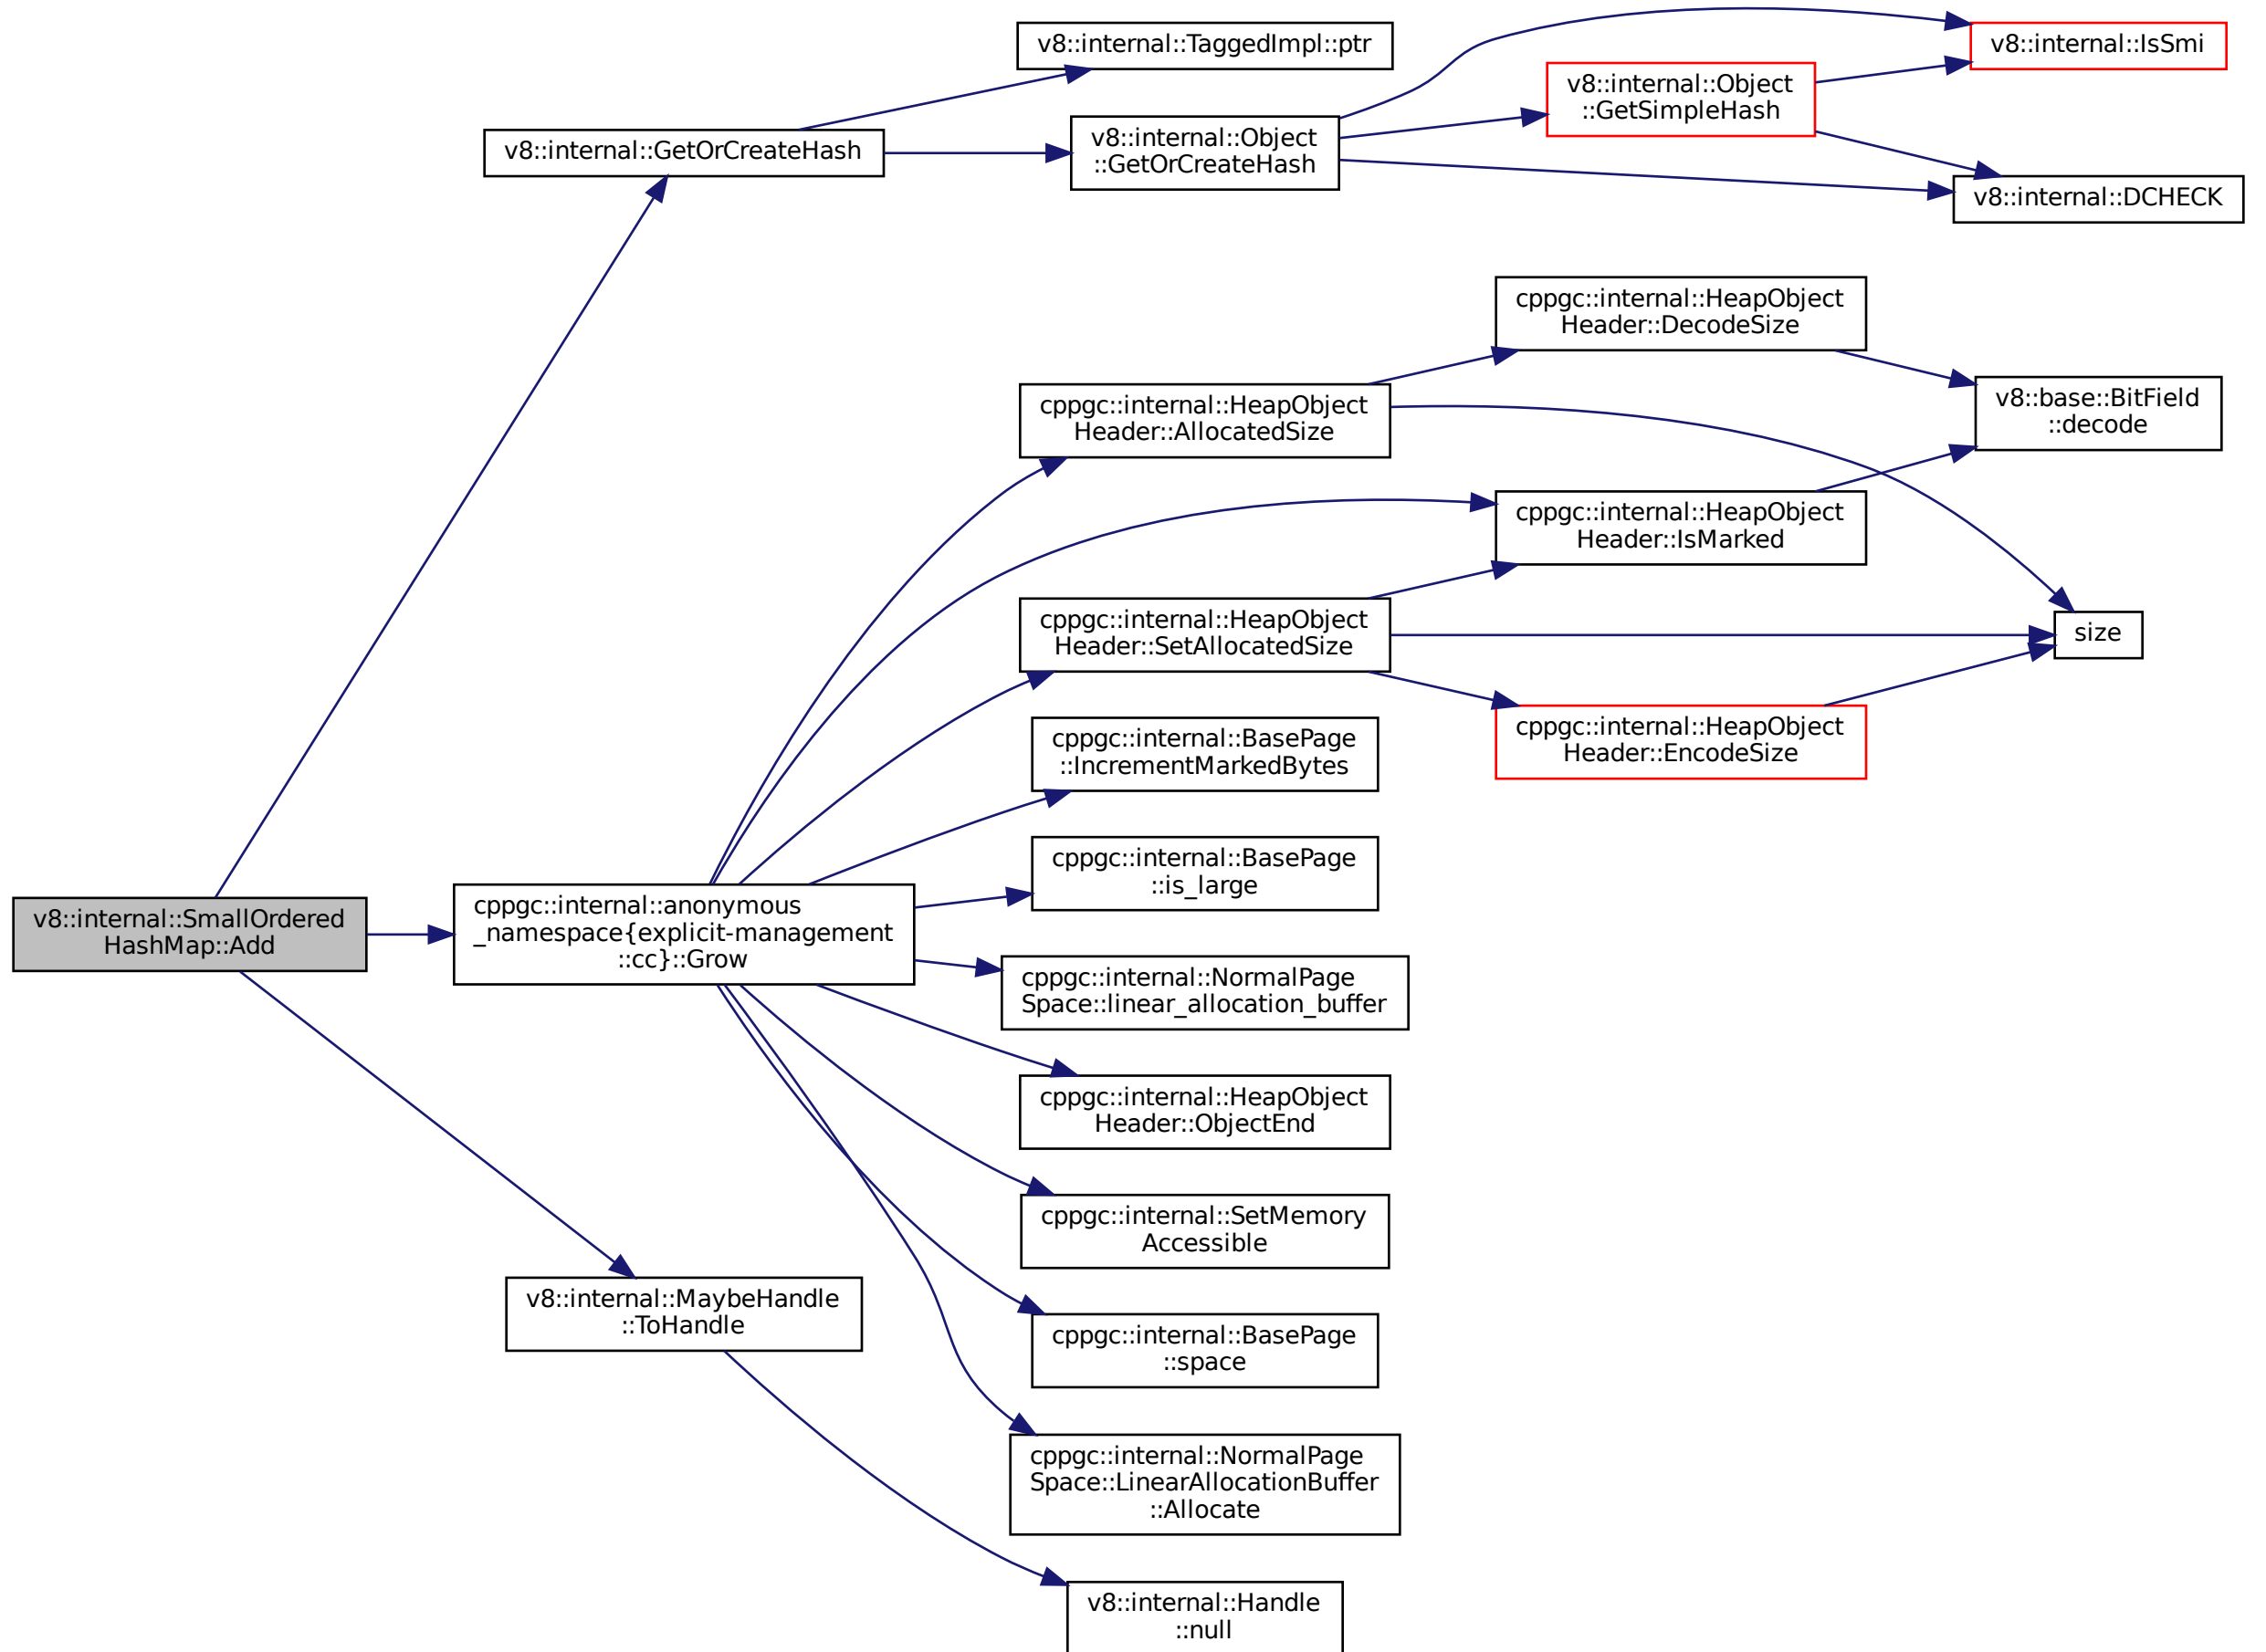 v8::internal::TaggedImpl::ptr
v8::internal::IsSmi
v8::internal::Object
::GetSimpleHash
v8::internal::GetOrCreateHash
v8::internal::Object
::GetOrCreateHash
v8::internal::DCHECK
cppgc::internal::HeapObject
Header::DecodeSize
cppgc::internal::HeapObject
Header::AllocatedSize
v8::base::BitField
::decode
cppgc::internal::HeapObject
Header::IsMarked
cppgc::internal::HeapObject
Header::SetAllocatedSize
size
cppgc::internal::BasePage
::IncrementMarkedBytes
cppgc::internal::HeapObject
Header::EncodeSize
cppgc::internal::BasePage
::is_large
v8::internal::SmallOrdered
HashMap::Add
cppgc::internal::anonymous
_namespace{explicit-management
::cc}::Grow
cppgc::internal::NormalPage
Space::linear_allocation_buffer
cppgc::internal::HeapObject
Header::ObjectEnd
cppgc::internal::SetMemory
Accessible
v8::internal::MaybeHandle
::ToHandle
cppgc::internal::BasePage
::space
cppgc::internal::NormalPage
Space::LinearAllocationBuffer
::Allocate
v8::internal::Handle
::null